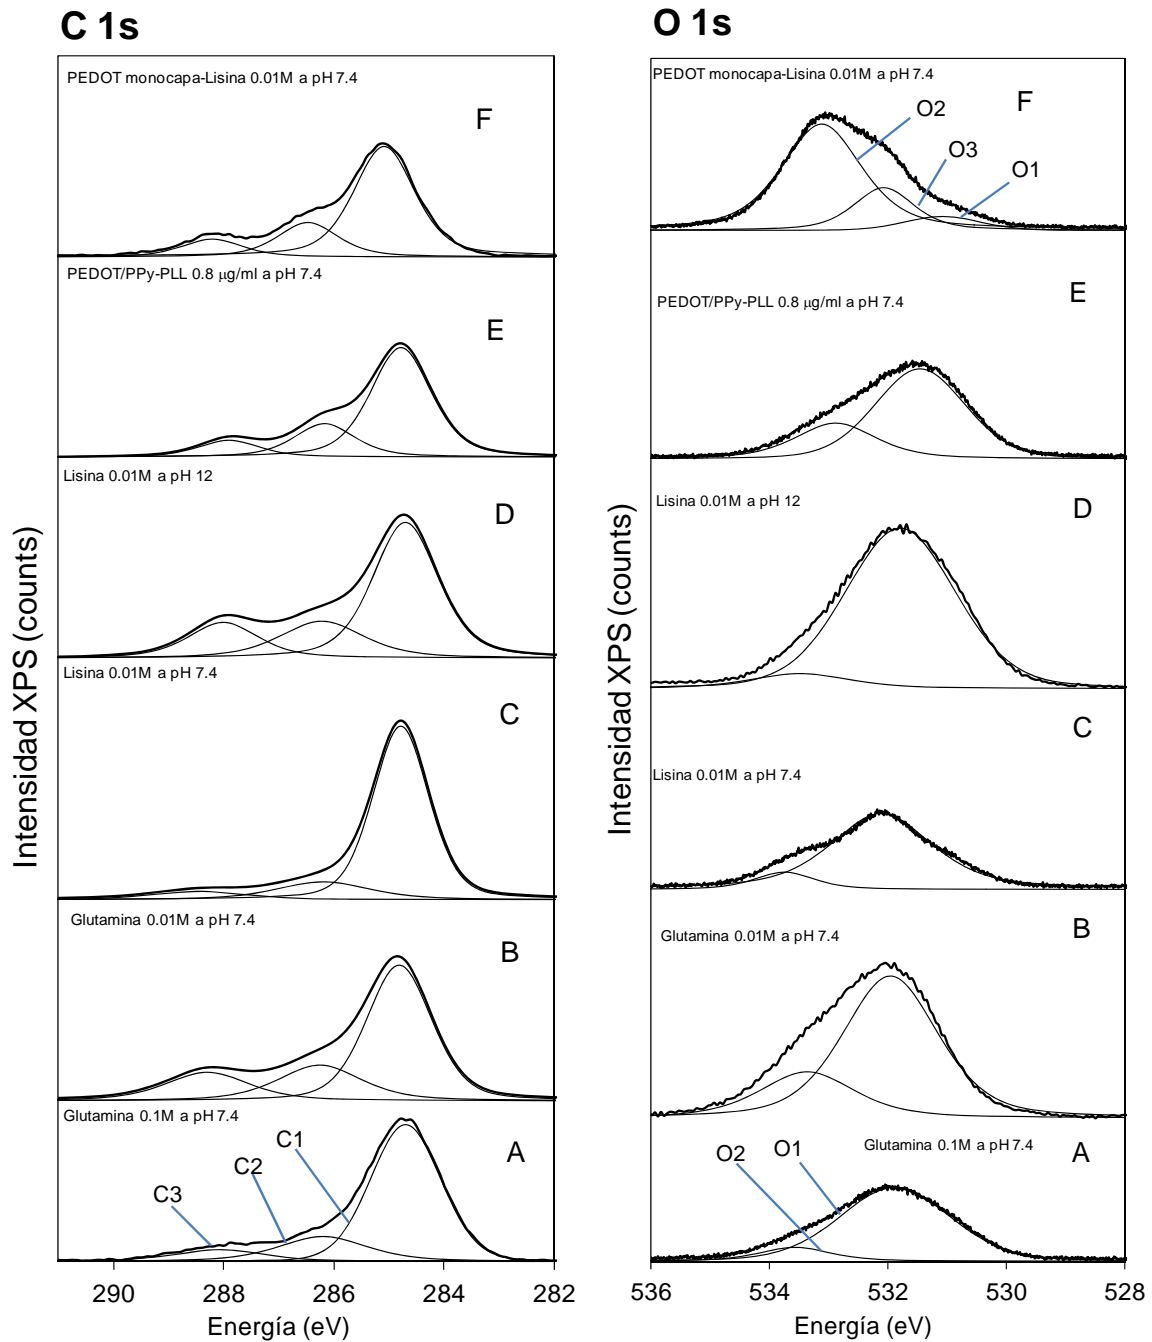 C 1s
PEDOT monocapa-Lisina 0.01M a pH 7.4
F
PEDOT/PPy-PLL 0.8 μg/ml a pH 7.4
E
Lisina 0.01M a pH 12
D
Lisina 0.01M a pH 7.4
C
Glutamina 0.01M a pH 7.4
B
Glutamina 0.1M a pH 7.4
A
C1
C2
C3
Intensidad XPS (counts)
290 288 286 284 282
Energía (eV)
O 1s
PEDOT monocapa-Lisina 0.01M a pH 7.4
F
O2
O3
O1
E
PEDOT/PPy-PLL 0.8 μg/ml a pH 7.4
Lisina 0.01M a pH 12
D
C
Lisina 0.01M a pH 7.4
B
Glutamina 0.01M a pH 7.4
Glutamina 0.1M a pH 7.4
A
O2
O1
Intensidad XPS (counts)
536 534 532 530 528
Energía (eV)